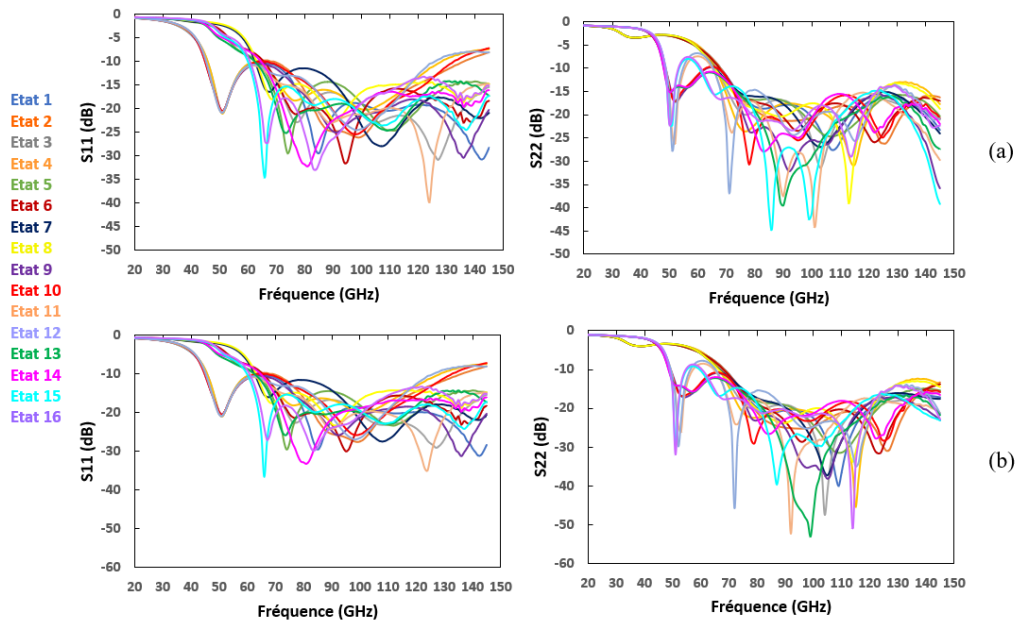 Etat 1
Etat 2
Etat 3
Etat 4
Etat 5
Etat 6
Etat 7
Etat 8
Etat 9
Etat 10
Etat 11
Etat 12
Etat 13
Etat 14
Etat 15
Etat 16
S11 (dB)
0
-5
-10
-15
-20
-25
-30
-35
-40
-45
-50
20 30 40 50 60 70 80 90 100 110 120 130 140 150
Fréquence (GHz)
S22 (dB)
0
-5
-10
-15
-20
-25
-30
-35
-40
-45
-50
20 30 40 50 60 70 80 90 100 110 120 130 140 150
Fréquence (GHz)
(a)
S11 (dB)
0
-10
-20
-30
-40
-50
-60
20 30 40 50 60 70 80 90 100 110 120 130 140 150
Fréquence (GHz)
S22 (dB)
0
-10
-20
-30
-40
-50
-60
20 30 40 50 60 70 80 90 100 110 120 130 140 150
Fréquence (GHz)
(b)